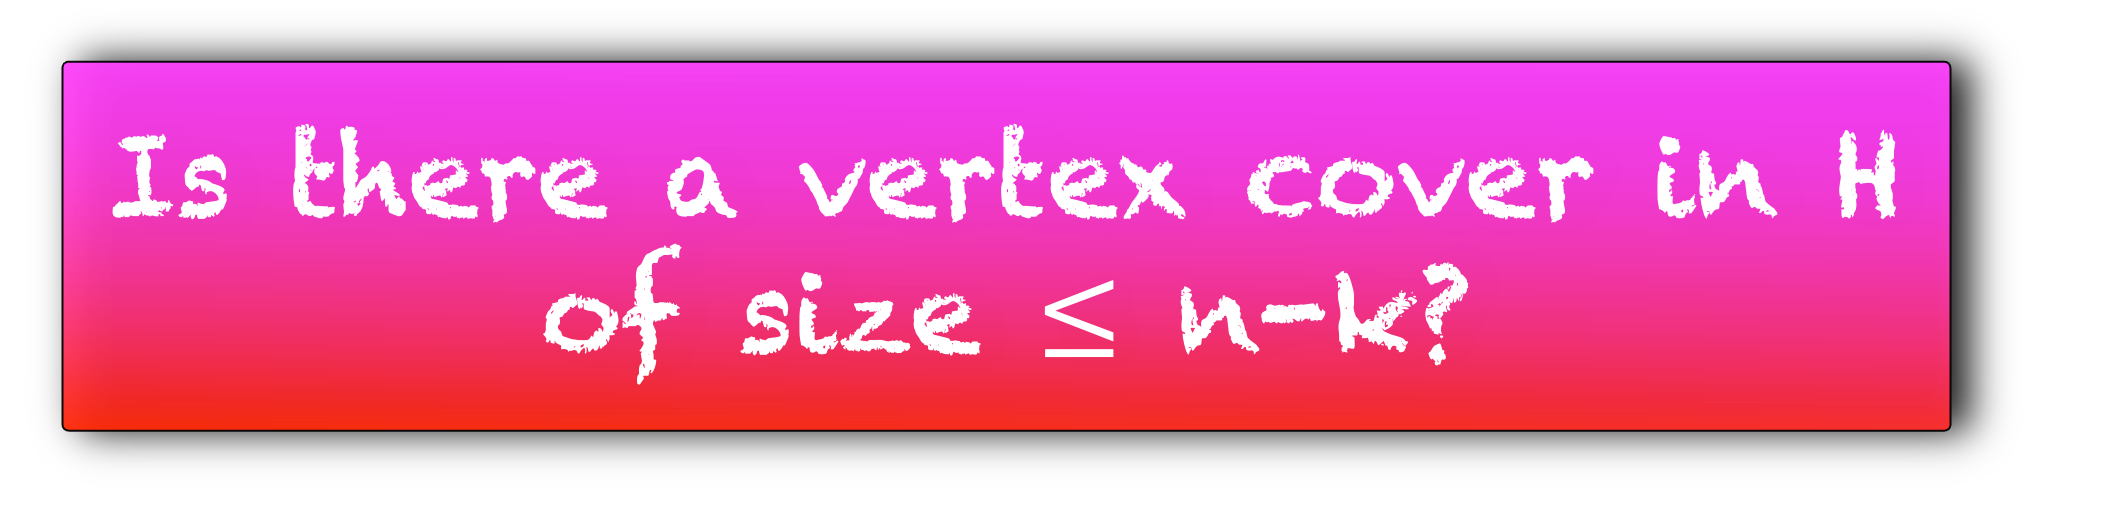 Is there a vertex cover in H
of size ≤ n-k?